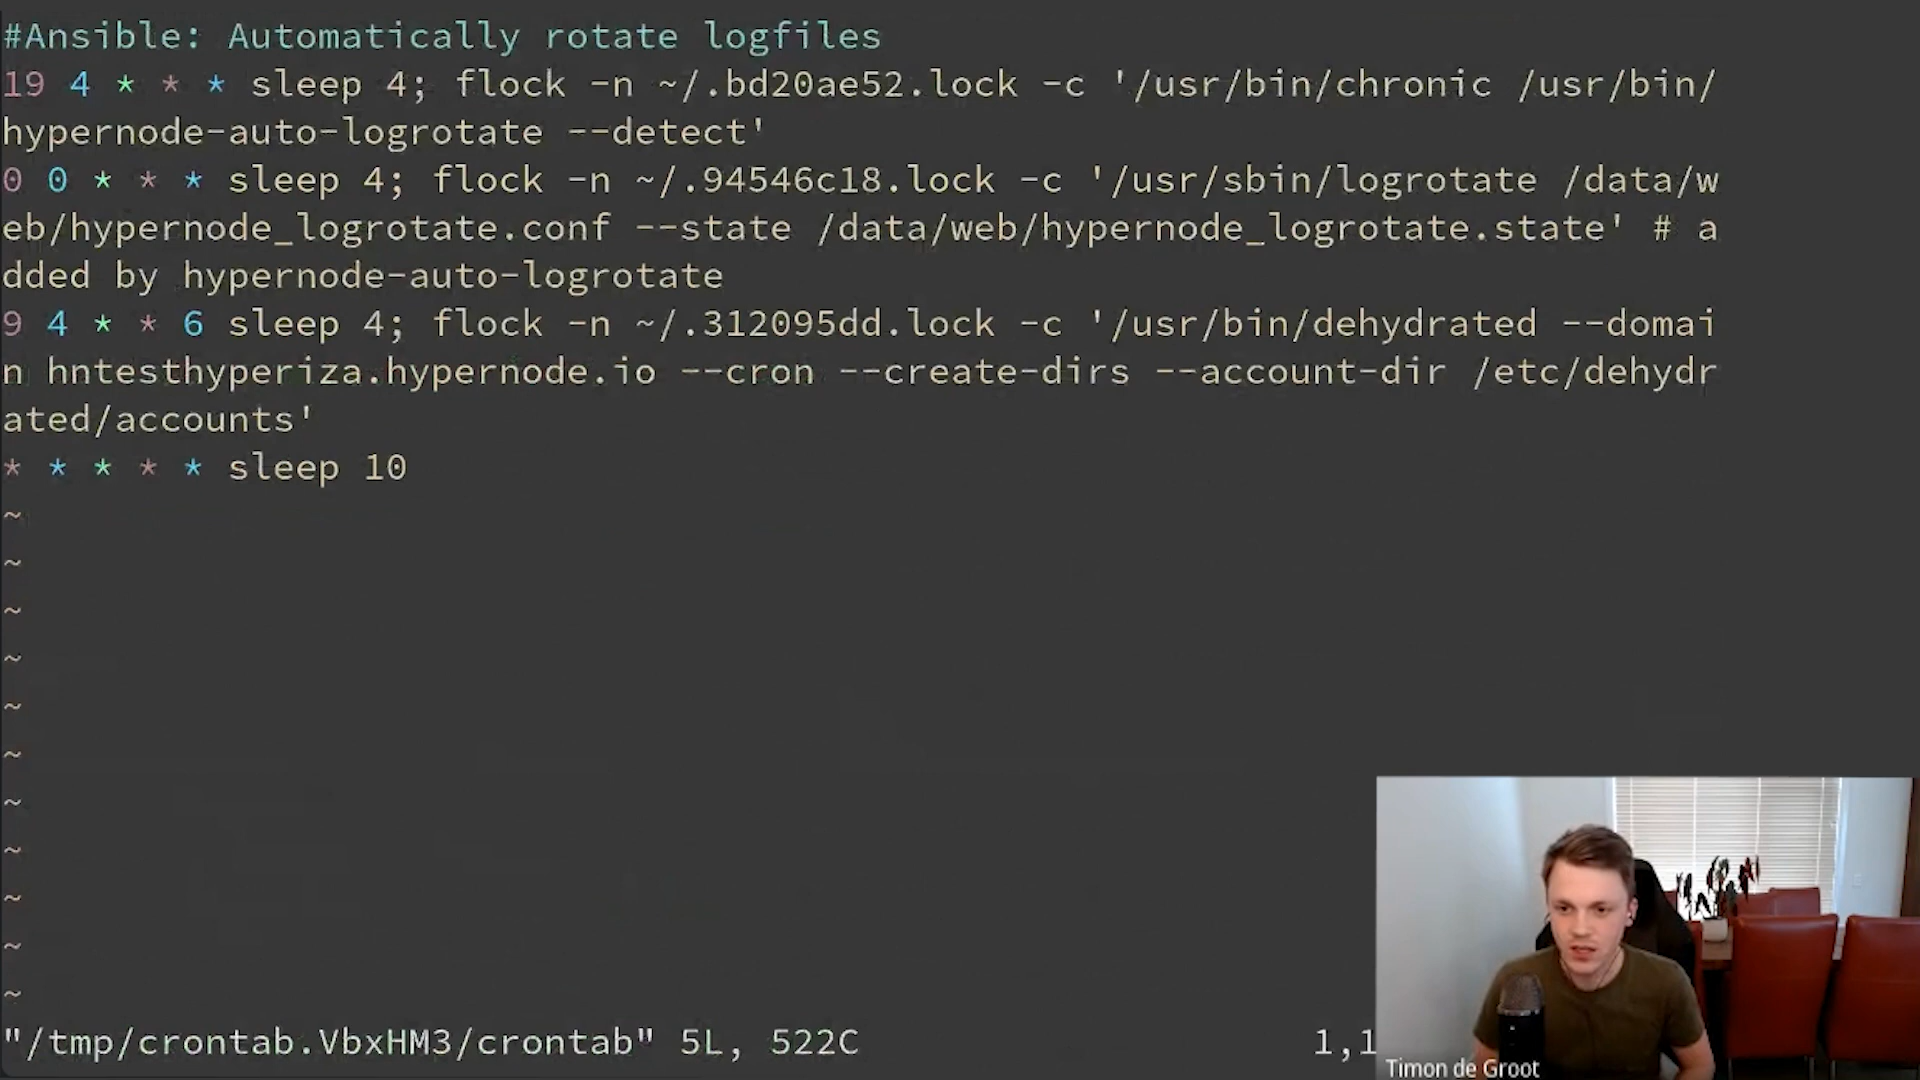 #Ansible: Automatically rotate logfiles
19 4 * * * sleep 4; flock -n ~/.bd20ae52.lock -c '/usr/bin/chronic /usr/bin/
hypernode-auto-logrotate --detect'
0 0 * * * sleep 4; flock -n ~/.94546c18.lock -c '/usr/sbin/logrotate /data/w
eb/hypernode_logrotate.conf --state /data/web/hypernode_logrotate.state' # a
dded by hypernode-auto-logrotate
9 4 * * 6 sleep 4; flock -n ~/.312095dd.lock -c '/usr/bin/dehydrated --domai
n hntesthyperiza.hypernode.io --cron --create-dirs --account-dir /etc/dehydr
ated/accounts'
* * * * * sleep 10
~
~
~
~
~
~
~
~
~
~
~
"/tmp/crontab.VbxHM3/crontab" 5L, 522C 1,1
Timon de Groot